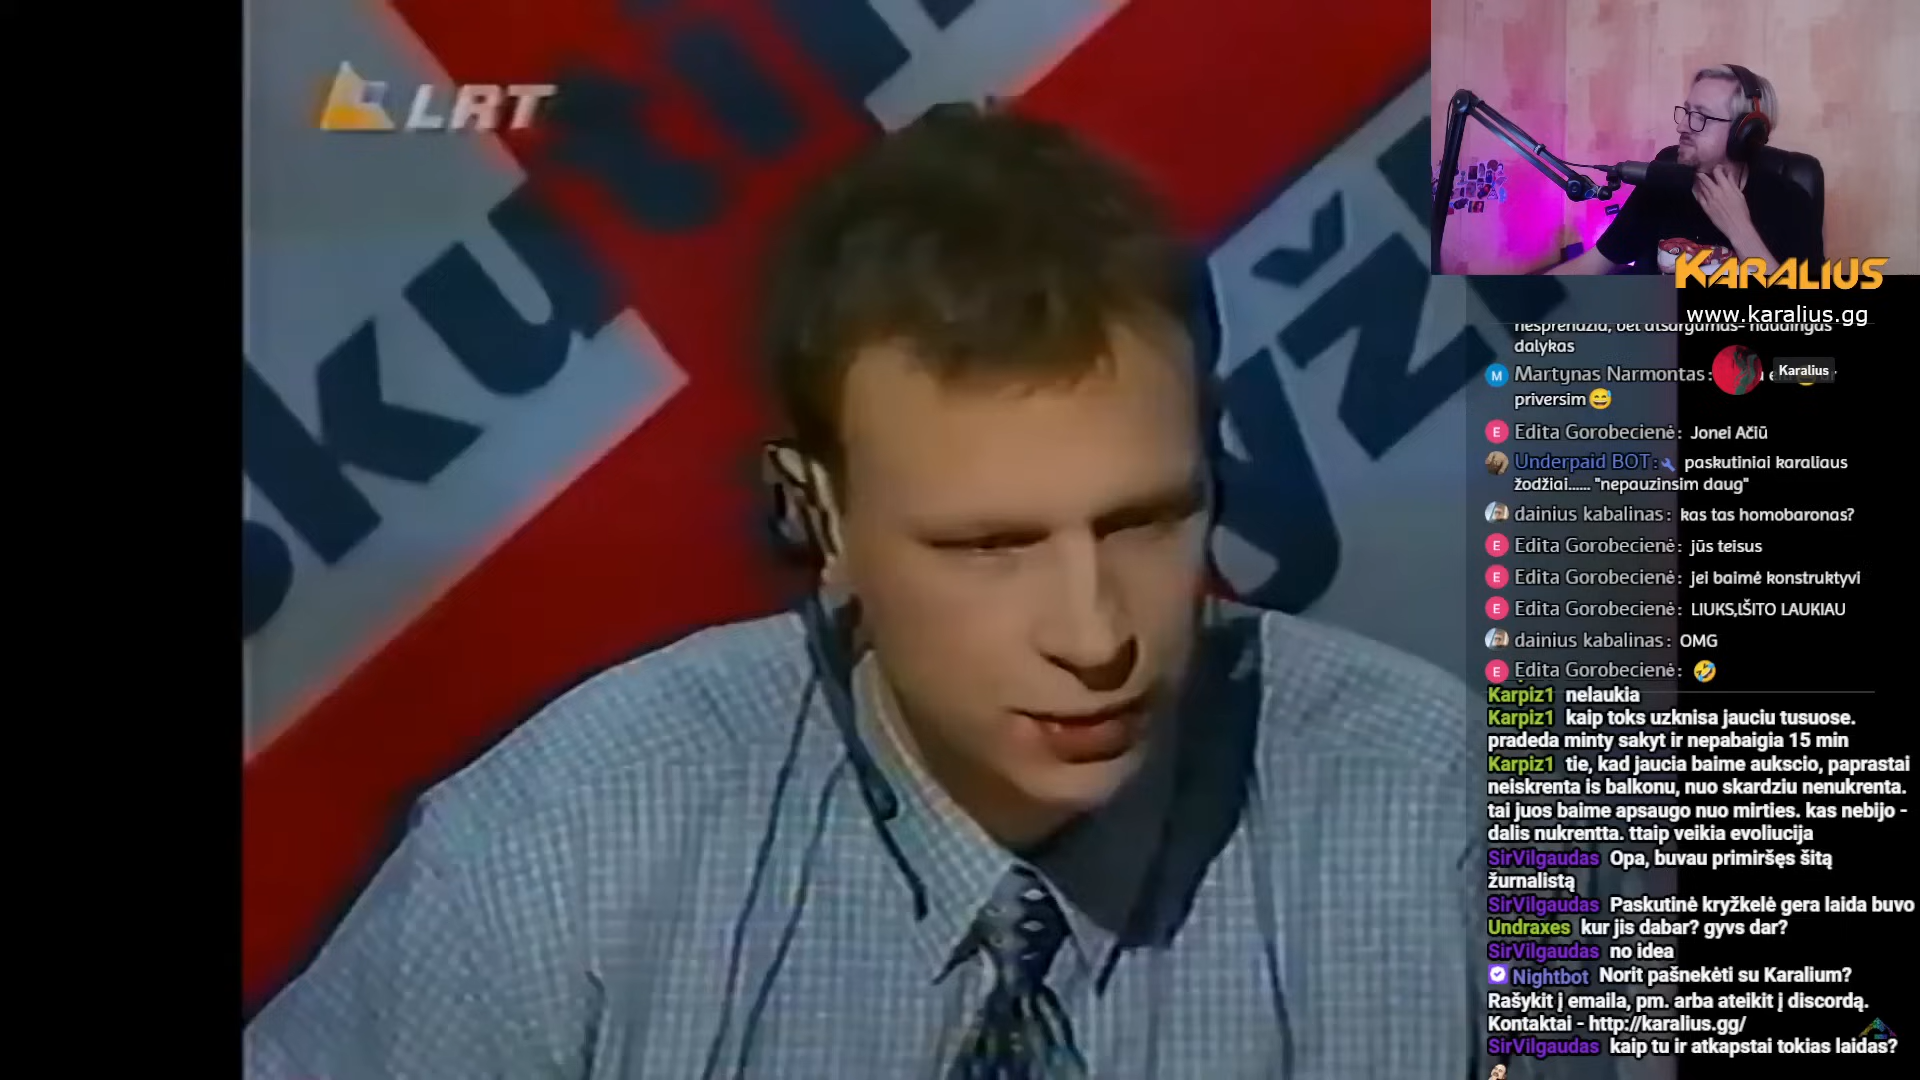 LRT
sku
KARALIUS
www.karalius.gg
dalykas
Martynas Narmontas:
Karalius
priversim😅
Edita Gorobecienė: Jonei Ačiū
Underpaid BOT: paskutiniai karaliaus
žodžiai...... "nepauzinsim daug"
dainius kabalinas: kas tas homobaronas?
Edita Gorobecienė: jūs teisus
Edita Gorobecienė: jei baimė konstruktyvi
Edita Gorobecienė: LIUKS,IŠITO LAUKIAU
dainius kabalinas: OMG
Edita Gorobecienė: 🤣
Karpiz1 nelaukia
Karpiz1 kaip toks uzknisa jauciu tusuose.
pradeda minty sakyt ir nepabaigia 15 min
Karpiz1 tie, kad jaucia baime aukscio, paprastai
neiskrenta is balkonu, nuo skardziu nenukrenta.
tai juos baime apsaugo nuo mirties. kas nebijo -
dalis nukrentta. ttaip veikia evoliucija
SirVilgaudas Opa, buvau primiršęs šitą
žurnalistą
SirVilgaudas Paskutinė kryžkelė gera laida buvo
Undraxes kur jis dabar? gyvs dar?
SirVilgaudas no idea
Nightbot Norit pašnekėti su Karalium?
Rašykit į emaila, pm. arba ateikit į discordą.
Kontaktai - http://karalius.gg/
SirVilgaudas kaip tu ir atkapstai tokias laidas?